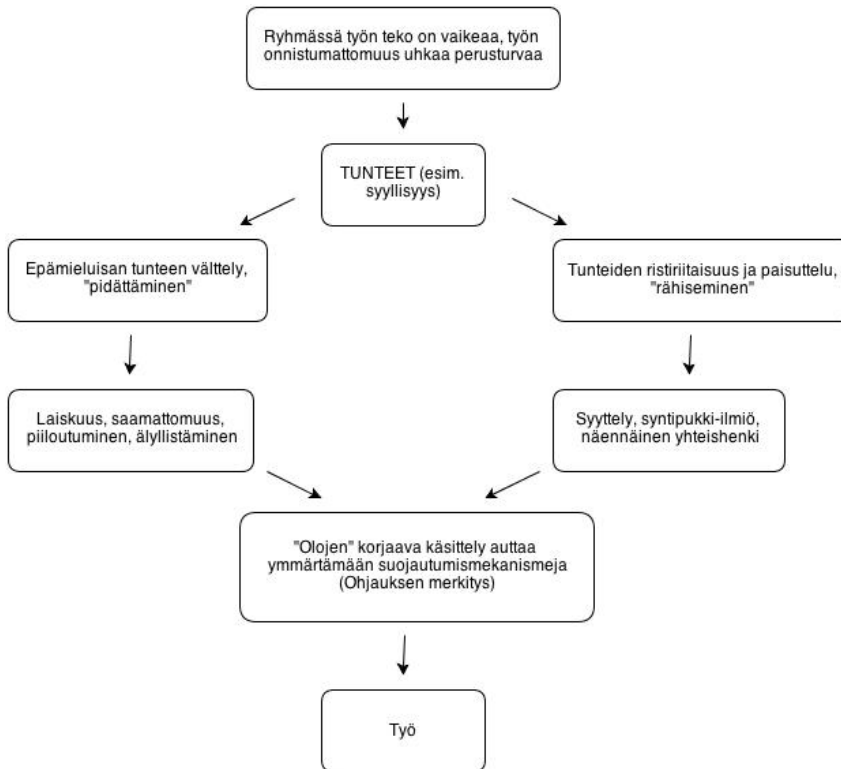 Ryhmässä työn teko on vaikeaa, työn
onnistumattomuus uhkaa perusturvaa
TUNTEET (esim.
syyllisyys)
Epämieluisan tunteen välttely,
"pidättäminen"
Tunteiden ristiriitaisuus ja paisuttelu,
"rähiseminen"
Laiskuus, saamattomuus,
piiloutuminen, älyllistäminen
Syyttely, syntipukki-ilmiö,
näennäinen yhteishenki
"Olojen" korjaava käsittely auttaa
ymmärtämään suojautumismekanismeja
(Ohjauksen merkitys)
Työ